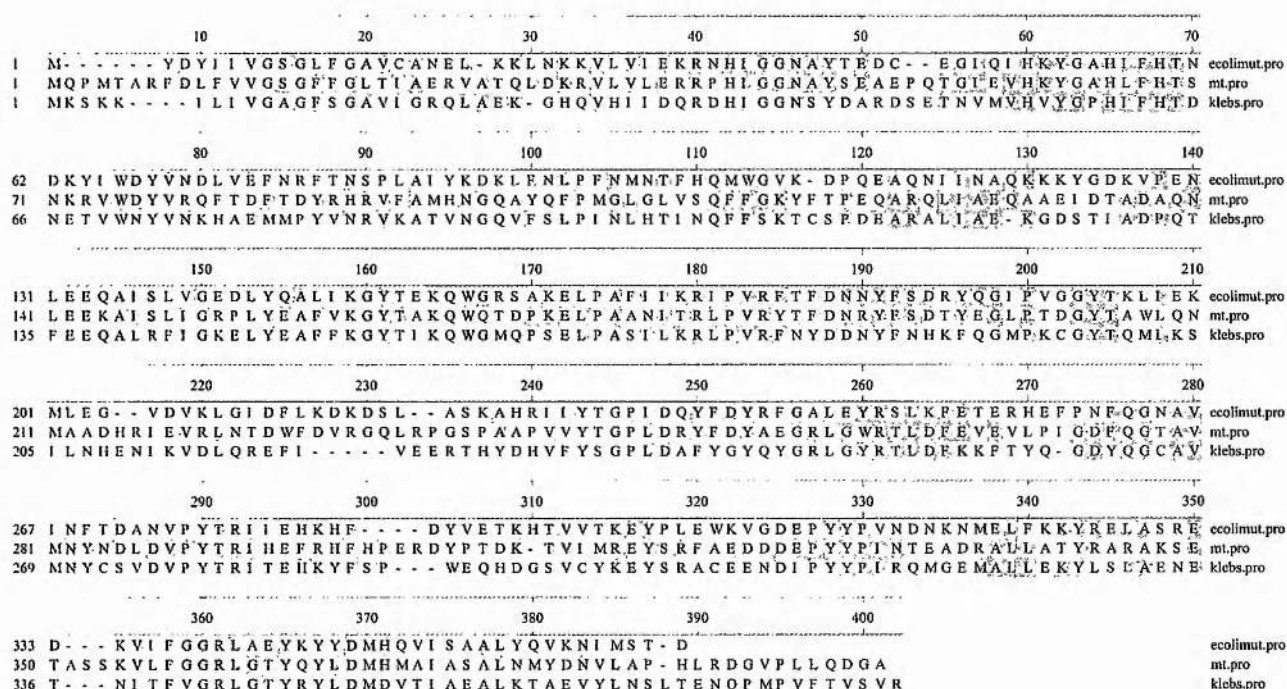 10 20 30 40 50 60 70
1 M - - - - - - Y D Y I I V G S G L F G A V C A N E L - K K L N K K V L V I E K R N H I G G N A Y T E D C - - E G I Q I H K Y G A H I F H T N ecolimut.pro
1 M Q P M T A R F D L F V V G S G F F G L T I A E R V A T Q L D K R V L V L E R R P H L G G N A Y S E A E P Q T G I E V H K Y G A H L F H T S mt.pro
1 M K S K K - - - - I L I V G A G F S G A V I G R Q L A E K - G H Q V H I I D Q R D H I G G N S Y D A R D S E T N V M V H V Y G P H I F H T D klebs.pro
80 90 100 110 120 130 140
62 D K Y I W D Y V N D L V E F N R F T N S P L A I Y K D K L F N L P F N M N T F H Q M W G V K - D P Q E A Q N I I N A Q K K K Y G D K V P E N ecolimut.pro
71 N K R V W D Y V R Q F T D F T D Y R H R V F A M H N G Q A Y Q F P M G L G L V S Q F F G K Y F T P E Q A R Q L I A E Q A A E I D T A D A Q N mt.pro
66 N E T V W N Y V N K H A E M M P Y V N R V K A T V N G Q V F S L P I N L H T I N Q F F S K T C S P D E A R A L I A E - K G D S T I A D P Q T klebs.pro
150 160 170 180 190 200 210
131 L E E Q A I S L V G E D L Y Q A L I K G Y T E K Q W G R S A K E L P A F I I K R I P V R F T F D N N Y F S D R Y Q G I P V G G Y T K L I E K ecolimut.pro
141 L E E K A I S L I G R P L Y E A F V K G Y T A K Q W Q T D P K E L P A A N I T R L P V R Y T F D N R Y F S D T Y E G L P T D G Y T A W L Q N mt.pro
135 F E E Q A L R F I G K E L Y E A F F K G Y T I K Q W G M Q P S E L P A S I L K R L P V R F N Y D D N Y F N H K F Q G M P K C G Y T Q M L K S klebs.pro
220 230 240 250 260 270 280
201 M L E G - - V D V K L G I D F L K D K D S L - - A S K A H R I I Y T G P I D Q Y F D Y R F G A L E Y R S L K F E T E R H E F P N F Q G N A V ecolimut.pro
211 M A A D H R I E V R L N T D W F D V R G Q L R P G S P A A P V V Y T G P L D R Y F D Y A E G R L G W R T L D F E V E V L P I G D F Q G T A V mt.pro
205 I L N H E N I K V D L Q R E F I - - - - - V E E R T H Y D H V F Y S G P L D A F Y G Y Q Y G R L G Y R T L D F K K F T Y Q - G D Y Q G C A V klebs.pro
290 300 310 320 330 340 350
267 I N F T D A N V P Y T R I I E H K H F - - - - D Y V E T K H T V V T K E Y P L E W K V G D E P Y Y P V N D N K N M E L F K K Y R E L A S R E ecolimut.pro
281 M N Y N D L D V P Y T R I H E F R H F H P E R D Y P T D K - T V I M R E Y S R F A E D D D E P Y Y P I N T E A D R A L L A T Y R A R A K S E mt.pro
269 M N Y C S V D V P Y T R I T E H K Y F S P - - - W E Q H D G S V C Y K E Y S R A C E E N D I P Y Y P I R Q M G E M A L L E K Y L S L A E N E klebs.pro
360 370 380 390 400
333 D - - - K V I F G G R L A E Y K Y Y D M H Q V I S A A L Y Q V K N I M S T - D ecolimut.pro
350 T A S S K V L F G G R L G T Y Q Y L D M H M A I A S A L N M Y D N V L A P - H L R D G V P L L Q D G A mt.pro
336 T - - - N I T F V G R L G T Y R Y L D M D V T I A E A L K T A E V Y L N S L T E N Q P M P V F T V S V R klebs.pro